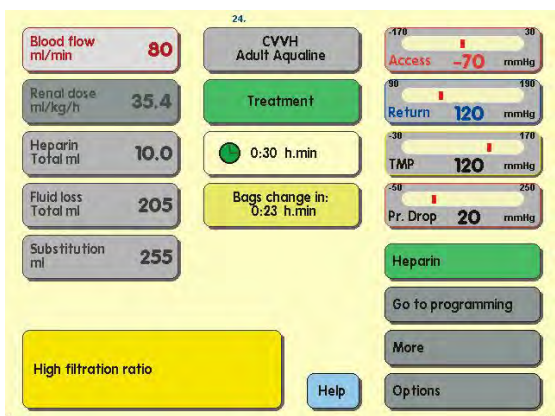 24.
Blood flow
ml/min 80
Renal dose
ml/kg/h 35.4
Heparin
Total ml 10.0
Fluid loss
Total ml 205
Substitution
ml 255
CVVH
Adult Aqualine
Treatment
0:30 h.min
Bags change in:
0:23 h.min
-170 30
Access -70 mmHg
90 190
Return 120 mmHg
-30 170
TMP 120 mmHg
-50 250
Pr. Drop 20 mmHg
Heparin
Go to programming
More
Options
High filtration ratio
Help